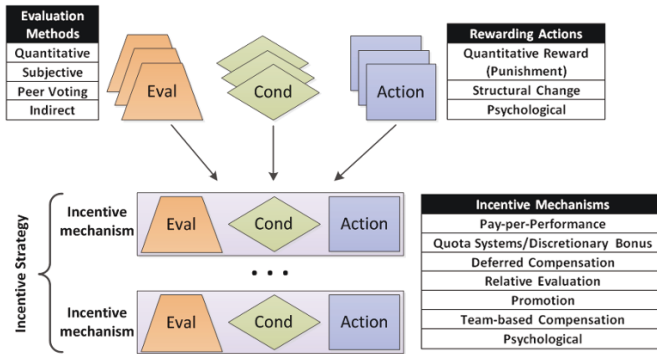 Evaluation
Methods
Quantitative
Subjective
Peer Voting
Indirect
Eval
Cond
Action
Rewarding Actions
Quantitative Reward
(Punishment)
Structural Change
Psychological
Incentive Strategy
Incentive
mechanism
Eval
Cond
Action
...
Incentive
mechanism
Eval
Cond
Action
Incentive Mechanisms
Pay-per-Performance
Quota Systems/Discretionary Bonus
Deferred Compensation
Relative Evaluation
Promotion
Team-based Compensation
Psychological